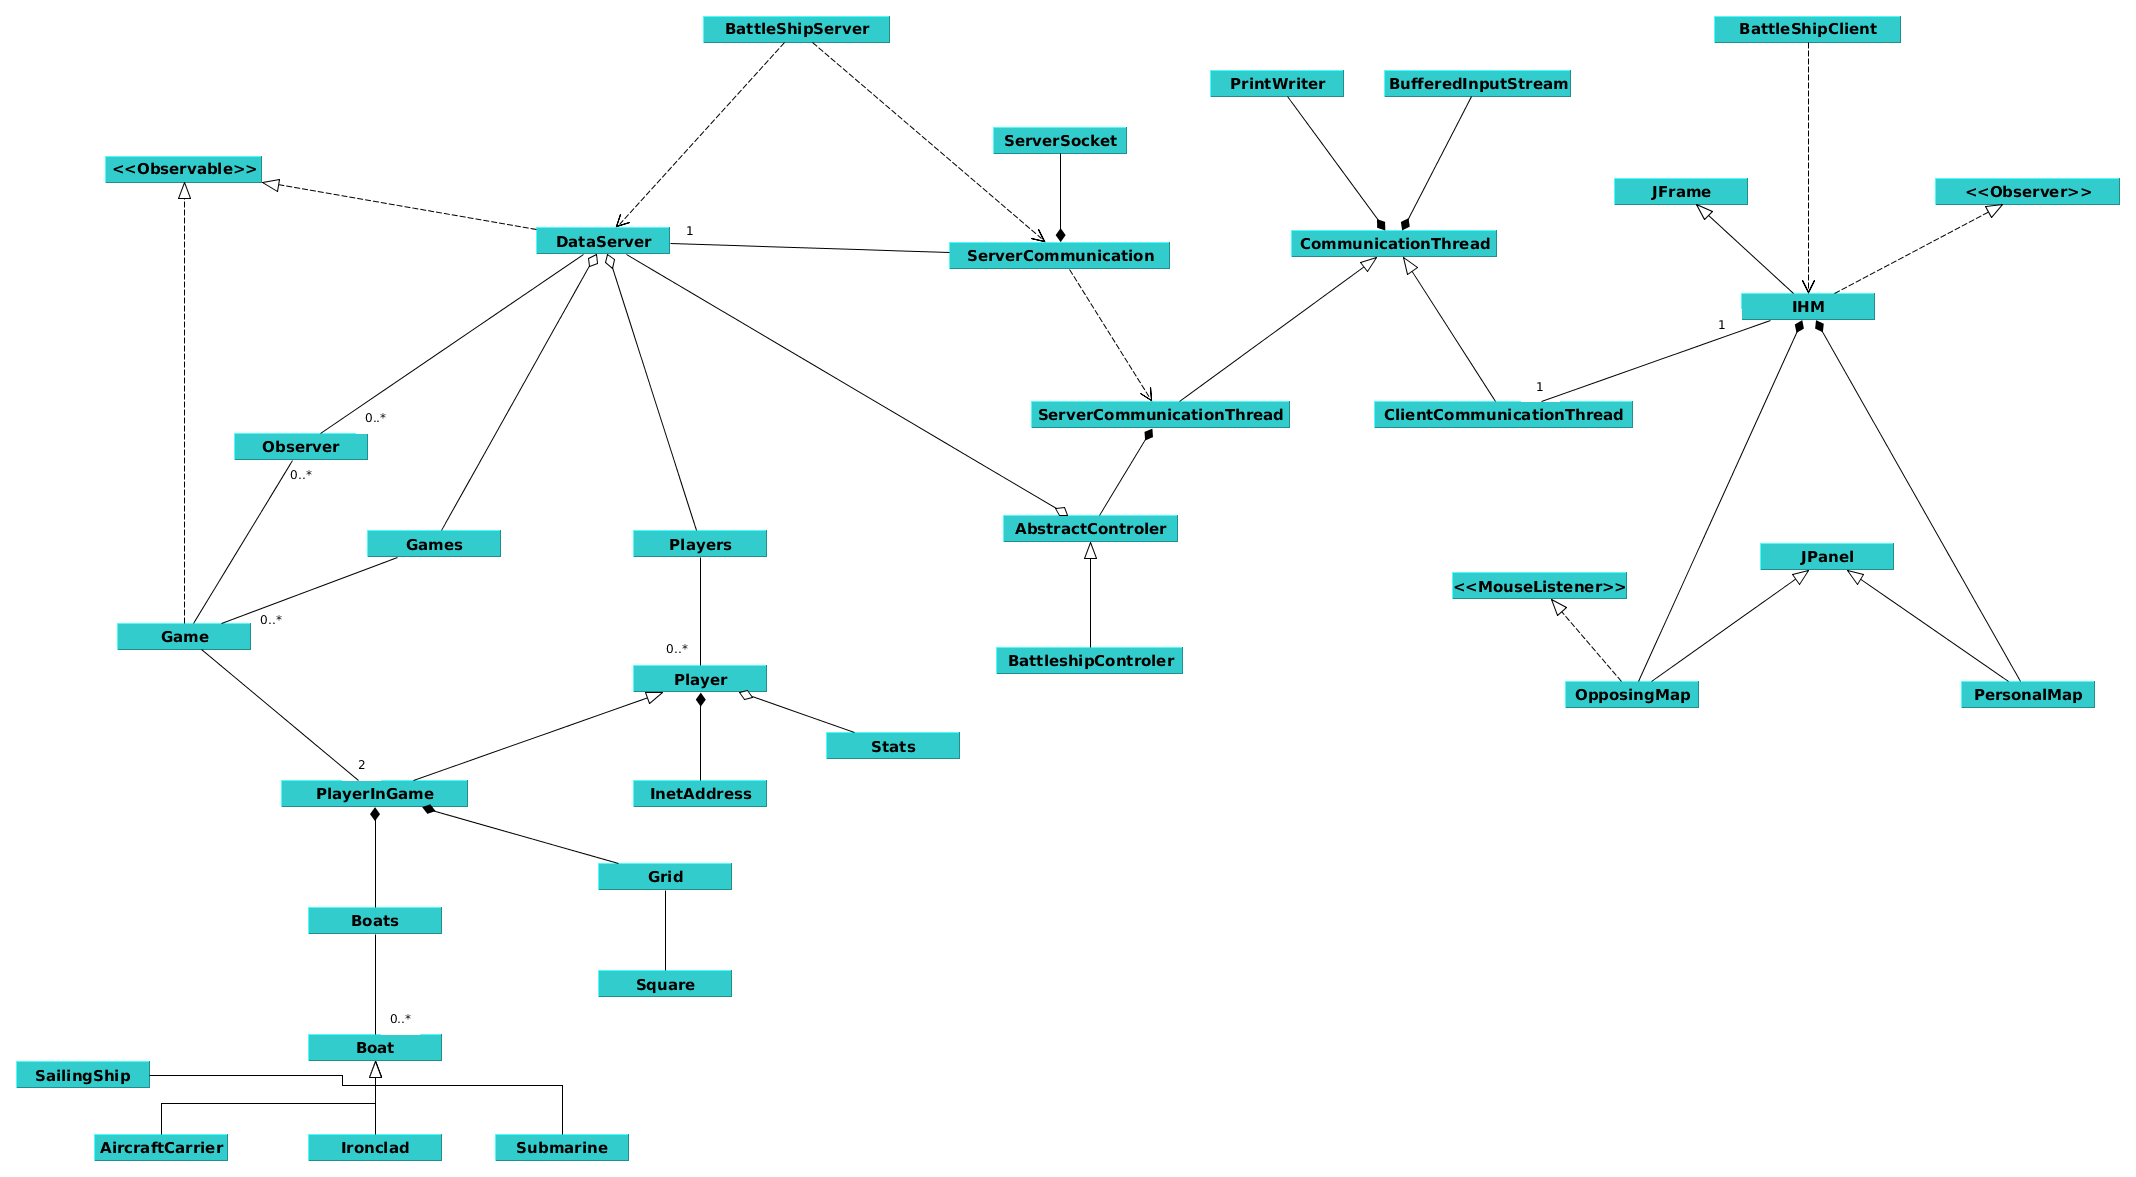 BattleShipServer
BattleShipClient
PrintWriter
BufferedInputStream
ServerSocket
<<Observable>>
JFrame
<<Observer>>
1
DataServer
CommunicationThread
ServerCommunication
IHM
1
1
ServerCommunicationThread
ClientCommunicationThread
0..*
Observer
0..*
AbstractControler
Games
Players
JPanel
<<MouseListener>>
0..*
Game
0..*
BattleshipControler
Player
OpposingMap
PersonalMap
Stats
2
PlayerInGame
InetAddress
Grid
Boats
Square
0..*
Boat
SailingShip
AircraftCarrier
Ironclad
Submarine